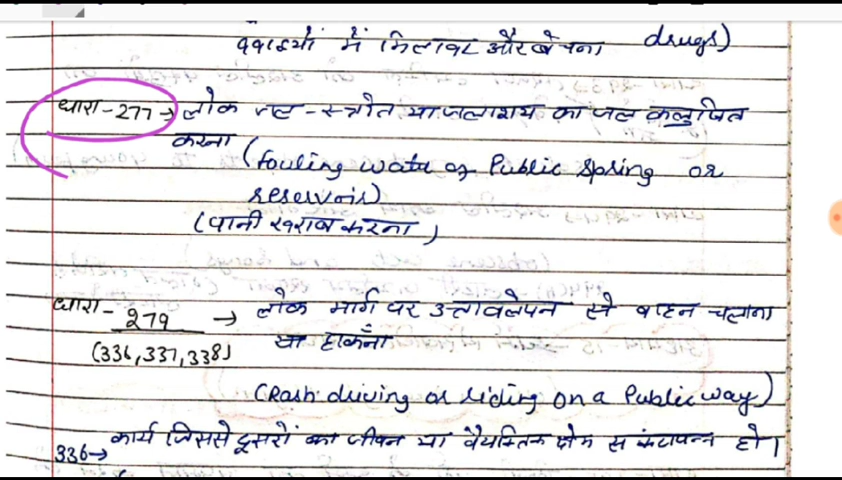 दवाइयों में मिलावट और बेचना drugs)
धारा-277→ लोक जल-स्त्रोत या जलाशय का जल कलुषित
करना (fouling water of Public Spring or
reservoir)
(पानी खराब करना)
धारा-279 → लोक मार्ग पर उतावलेपन से वाहन चलाना
(336,337,338) या हाकँना
(Rash driving or riding on a Public way)
336→ कार्य जिससे दूसरों का जीवन या वैयक्तिक क्षेम संकटापन्न हो।